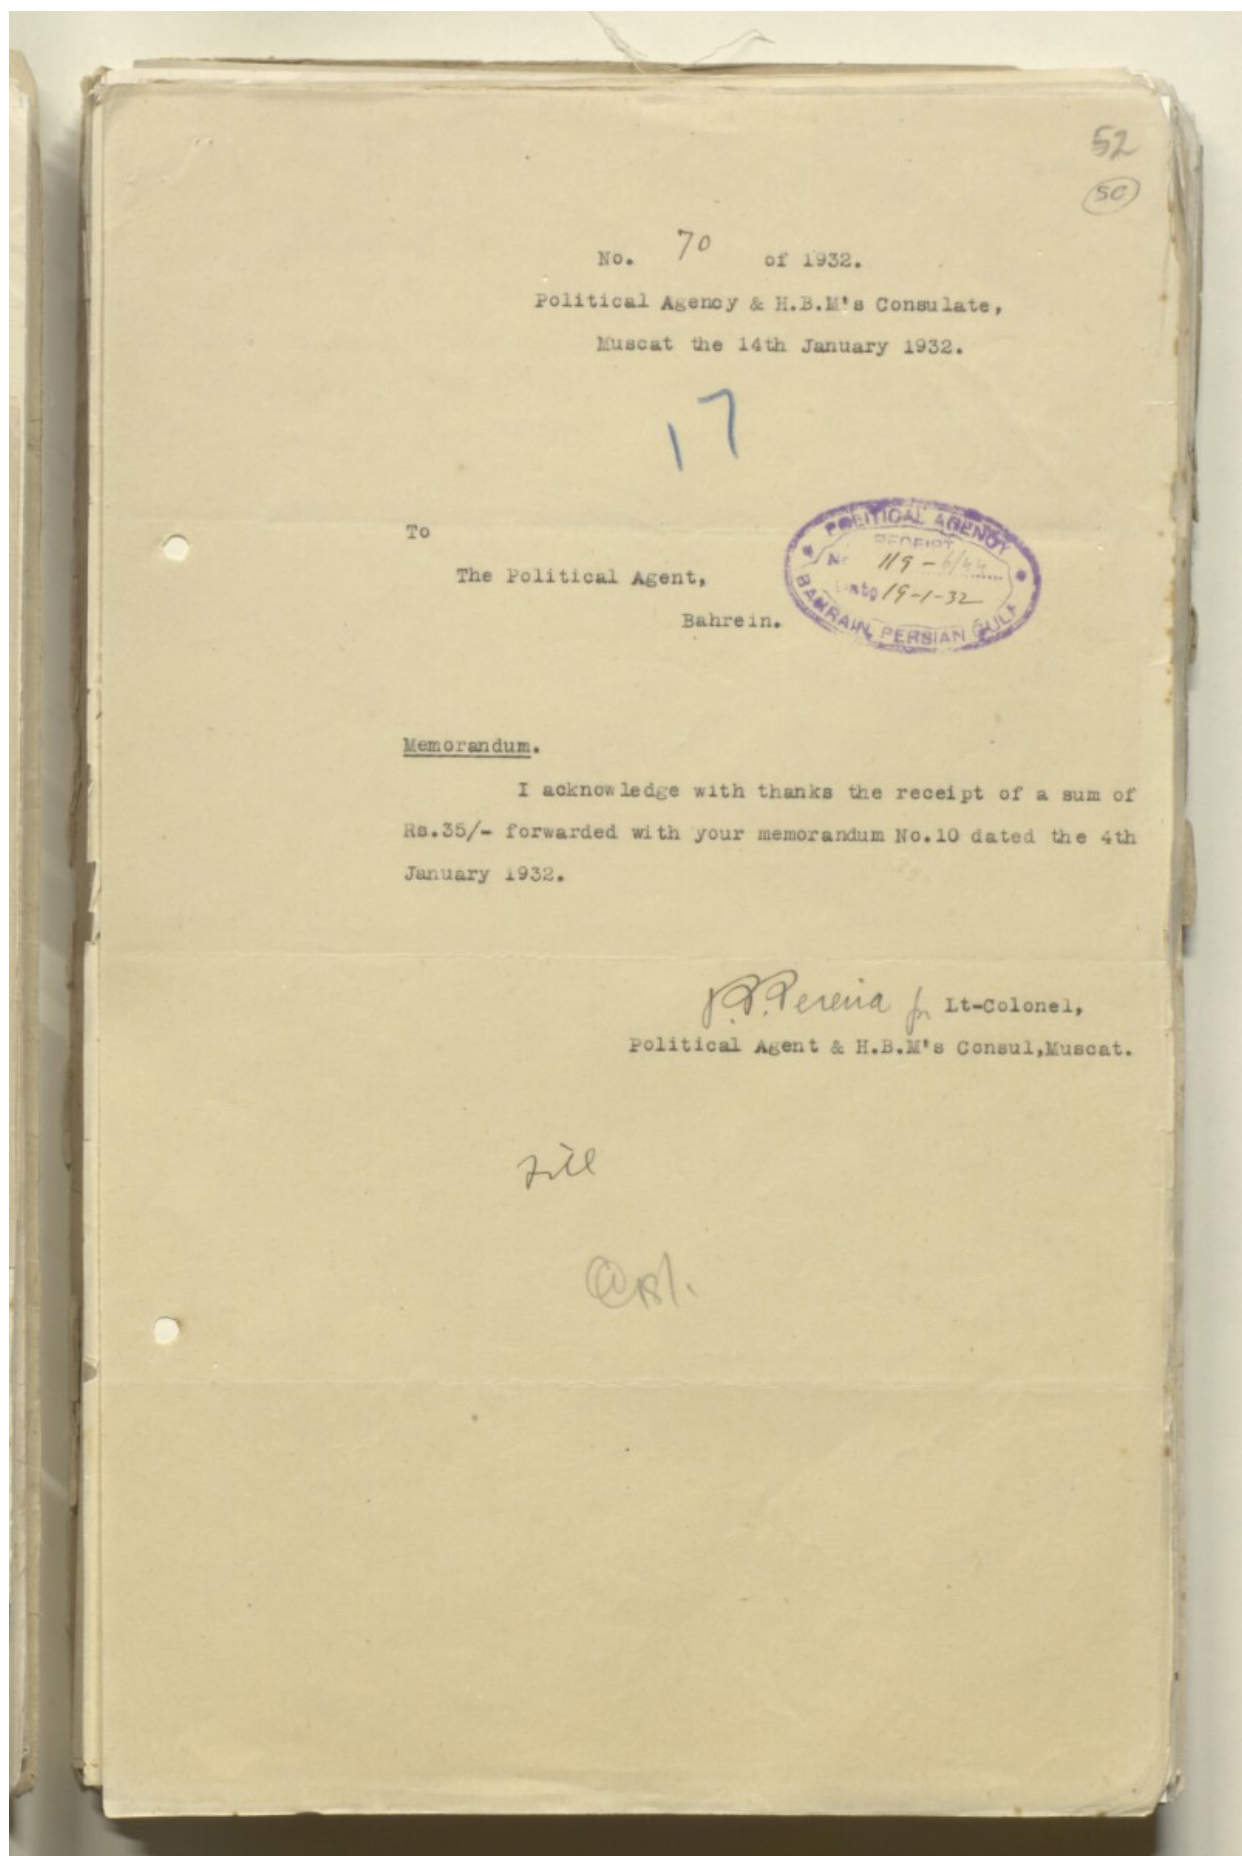 52
50
No. 70 of 1932.
Political Agency & H.B.M's Consulate,
Muscat the 14th January 1932.
17
To
The Political Agent,
Bahrein.
POLITICAL AGENCY
RECEIPT
No 119 - 6/44
Date 19-1-32
BAHRAIN, PERSIAN GULF
Memorandum.
I acknowledge with thanks the receipt of a sum of
Rs.35/- forwarded with your memorandum No.10 dated the 4th
January 1932.
Pereira for Lt-Colonel,
Political Agent & H.B.M's Consul,Muscat.
File